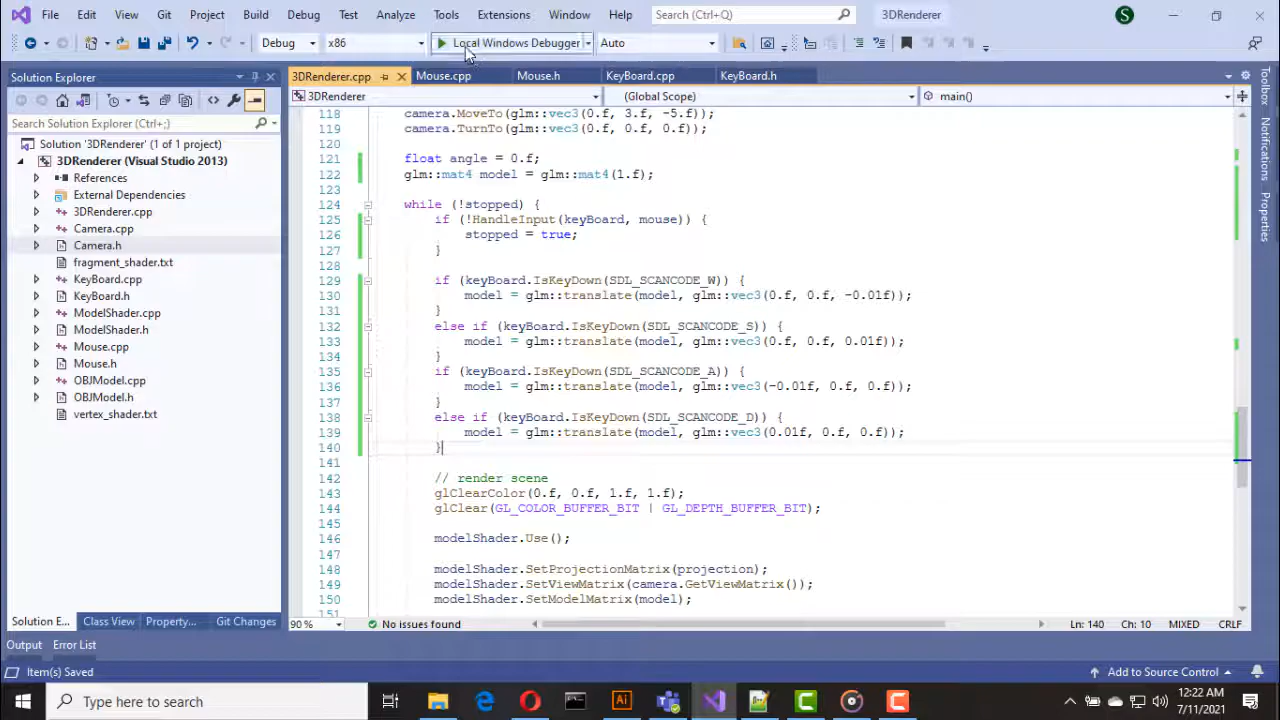 File Edit View Git Project Build Debug Test Analyze Tools Extensions Window Help Search (Ctrl+Q) 3DRenderer S
Debug x86 Local Windows Debugger Auto
Solution Explorer
Search Solution Explorer (Ctrl+;)
Solution '3DRenderer' (1 of 1 project)
3DRenderer (Visual Studio 2013)
References
External Dependencies
3DRenderer.cpp
Camera.cpp
Camera.h
fragment_shader.txt
KeyBoard.cpp
KeyBoard.h
ModelShader.cpp
ModelShader.h
Mouse.cpp
Mouse.h
OBJModel.cpp
OBJModel.h
vertex_shader.txt
Solution E... Class View Property... Git Changes
3DRenderer.cpp Mouse.cpp Mouse.h KeyBoard.cpp KeyBoard.h
3DRenderer (Global Scope) main()
118 camera.MoveTo(glm::vec3(0.f, 3.f, -5.f));
119 camera.TurnTo(glm::vec3(0.f, 0.f, 0.f));
120
121 float angle = 0.f;
122 glm::mat4 model = glm::mat4(1.f);
123
124 while (!stopped) {
125 if (!HandleInput(keyBoard, mouse)) {
126 stopped = true;
127 }
128
129 if (keyBoard.IsKeyDown(SDL_SCANCODE_W)) {
130 model = glm::translate(model, glm::vec3(0.f, 0.f, -0.01f));
131 }
132 else if (keyBoard.IsKeyDown(SDL_SCANCODE_S)) {
133 model = glm::translate(model, glm::vec3(0.f, 0.f, 0.01f));
134 }
135 if (keyBoard.IsKeyDown(SDL_SCANCODE_A)) {
136 model = glm::translate(model, glm::vec3(-0.01f, 0.f, 0.f));
137 }
138 else if (keyBoard.IsKeyDown(SDL_SCANCODE_D)) {
139 model = glm::translate(model, glm::vec3(0.01f, 0.f, 0.f));
140 }
141
142 // render scene
143 glClearColor(0.f, 0.f, 1.f, 1.f);
144 glClear(GL_COLOR_BUFFER_BIT | GL_DEPTH_BUFFER_BIT);
145
146 modelShader.Use();
147
148 modelShader.SetProjectionMatrix(projection);
149 modelShader.SetViewMatrix(camera.GetViewMatrix());
150 modelShader.SetModelMatrix(model);
151
90 % No issues found Ln: 140 Ch: 10 MIXED CRLF
Toolbox
Properties
Output Error List
Item(s) Saved Add to Source Control
Type here to search
Ai
12:22 AM
7/11/2021